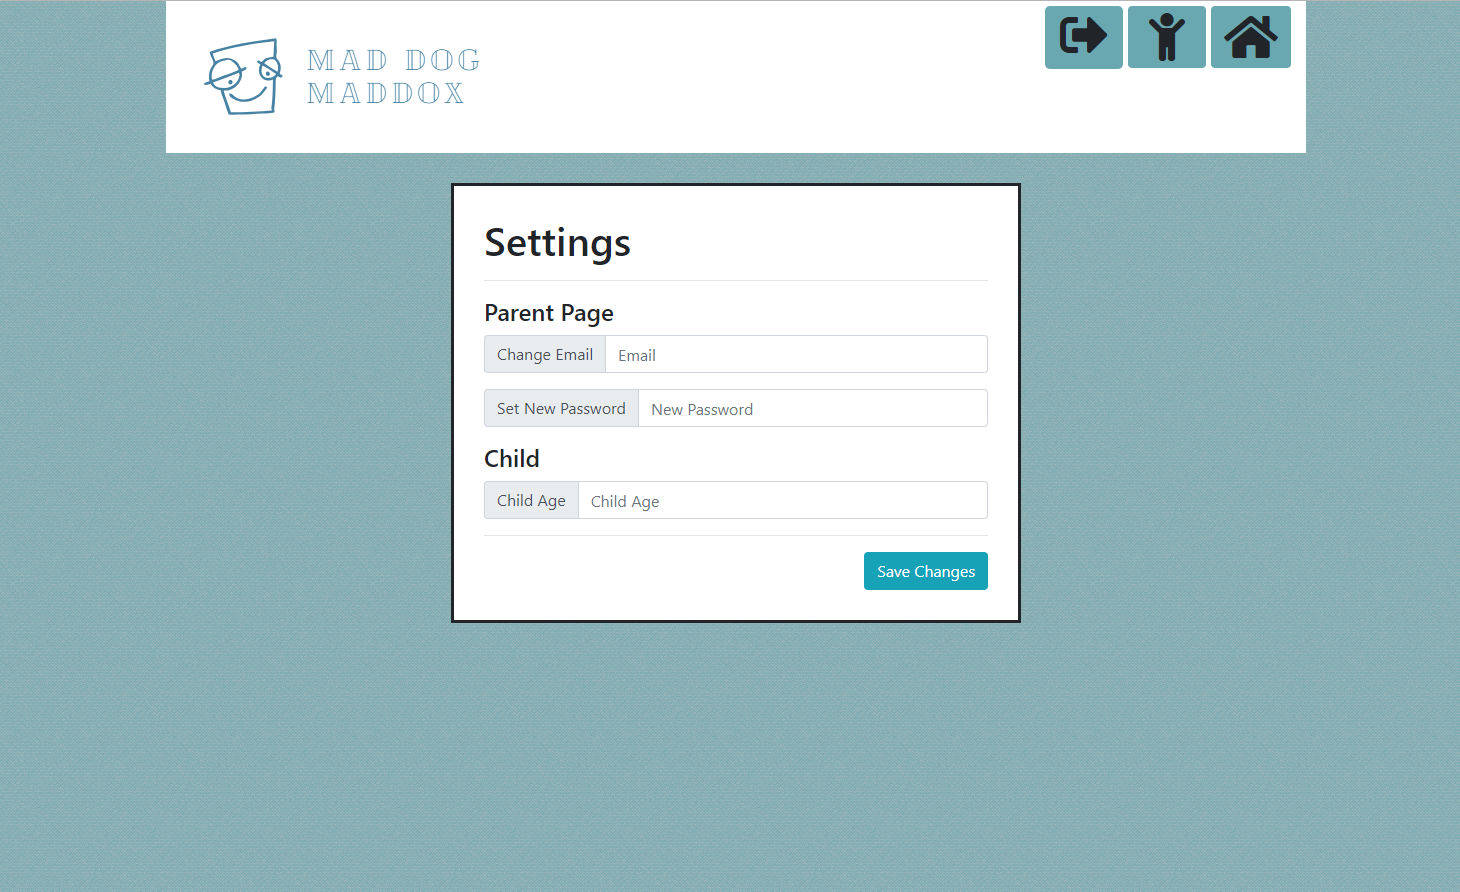 MAD DOG
MADDOX
Settings
Parent Page
Change Email Email
Set New Password New Password
Child
Child Age Child Age
Save Changes